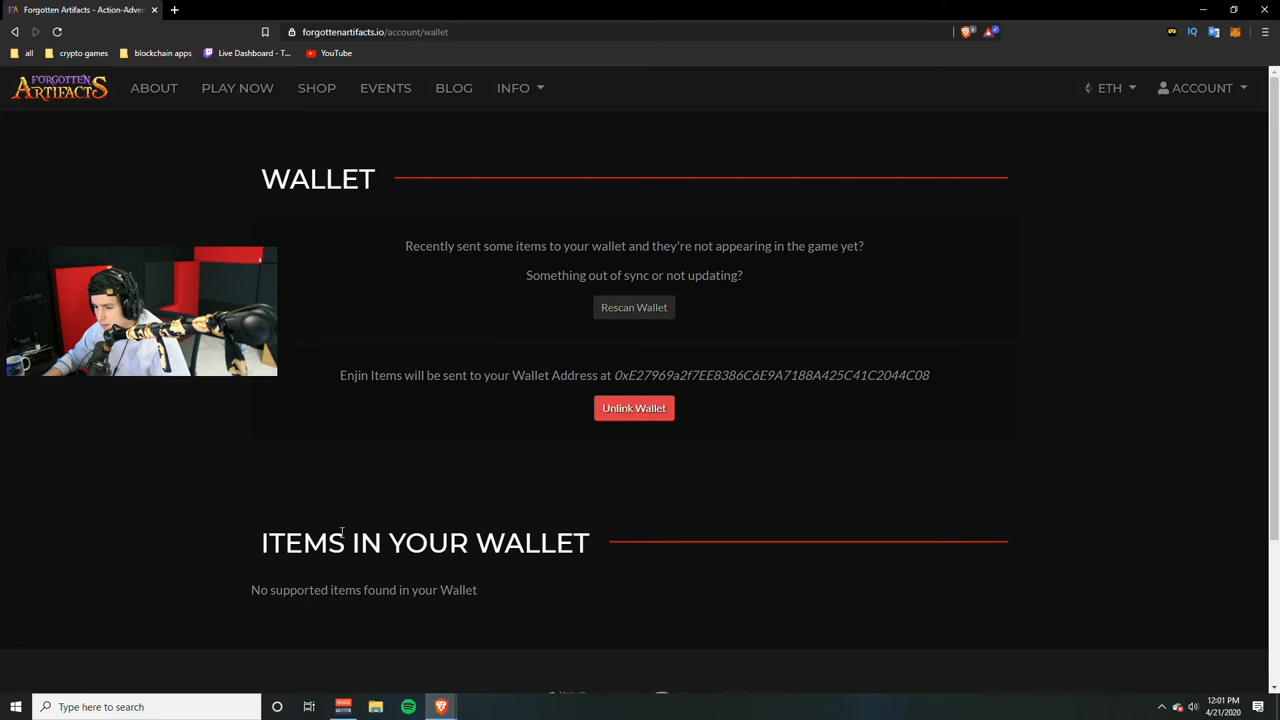 Forgotten Artifacts - Action-Adver
forgottenartifacts.io/account/wallet
all
crypto games
blockchain apps
Live Dashboard - T...
YouTube
FORGOTTEN
ARTIFACTS
ABOUT
PLAY NOW
SHOP
EVENTS
BLOG
INFO
ETH
ACCOUNT
WALLET
Recently sent some items to your wallet and they're not appearing in the game yet?
Something out of sync or not updating?
Rescan Wallet
Enjin Items will be sent to your Wallet Address at 0xE27969a2f7EE8386C6E9A7188A425C41C2044C08
Unlink Wallet
ITEMS IN YOUR WALLET
No supported items found in your Wallet
Type here to search
12:01 PM
4/21/2020